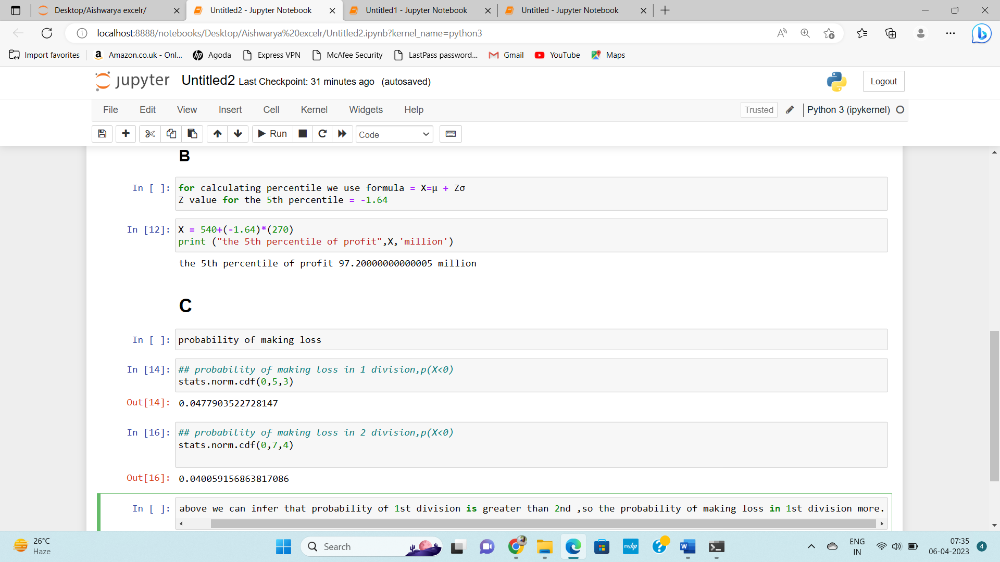 Desktop/Aishwarya excelr/
Untitled2 - Jupyter Notebook
Untitled1 - Jupyter Notebook
Untitled - Jupyter Notebook
localhost:8888/notebooks/Desktop/Aishwarya%20excelr/Untitled2.ipynb?kernel_name=python3
Import favorites
Amazon.co.uk - Onl...
Agoda
Express VPN
McAfee Security
LastPass password...
Gmail
YouTube
Maps
jupyter Untitled2 Last Checkpoint: 31 minutes ago (autosaved)
Logout
File Edit View Insert Cell Kernel Widgets Help
Trusted
Python 3 (ipykernel)
Run
Code
B
In [ ]: for calculating percentile we use formula = X=μ + Zσ
Z value for the 5th percentile = -1.64
In [12]: X = 540+(-1.64)*(270)
print ("the 5th percentile of profit",X,'million')
the 5th percentile of profit 97.20000000000005 million
C
In [ ]: probability of making loss
In [14]: ## probability of making loss in 1 division,p(X<0)
stats.norm.cdf(0,5,3)
Out[14]: 0.0477903522728147
In [16]: ## probability of making loss in 2 division,p(X<0)
stats.norm.cdf(0,7,4)
Out[16]: 0.040059156863817086
In [ ]: above we can infer that probability of 1st division is greater than 2nd ,so the probability of making loss in 1st division more.
26°C
Haze
Search
myhp
ENG
IN
07:35
06-04-2023
4